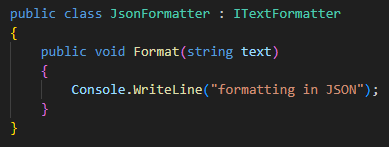 public class JsonFormatter : ITextFormatter
{
    public void Format(string text)
    {
        Console.WriteLine("formatting in JSON");
    }
}